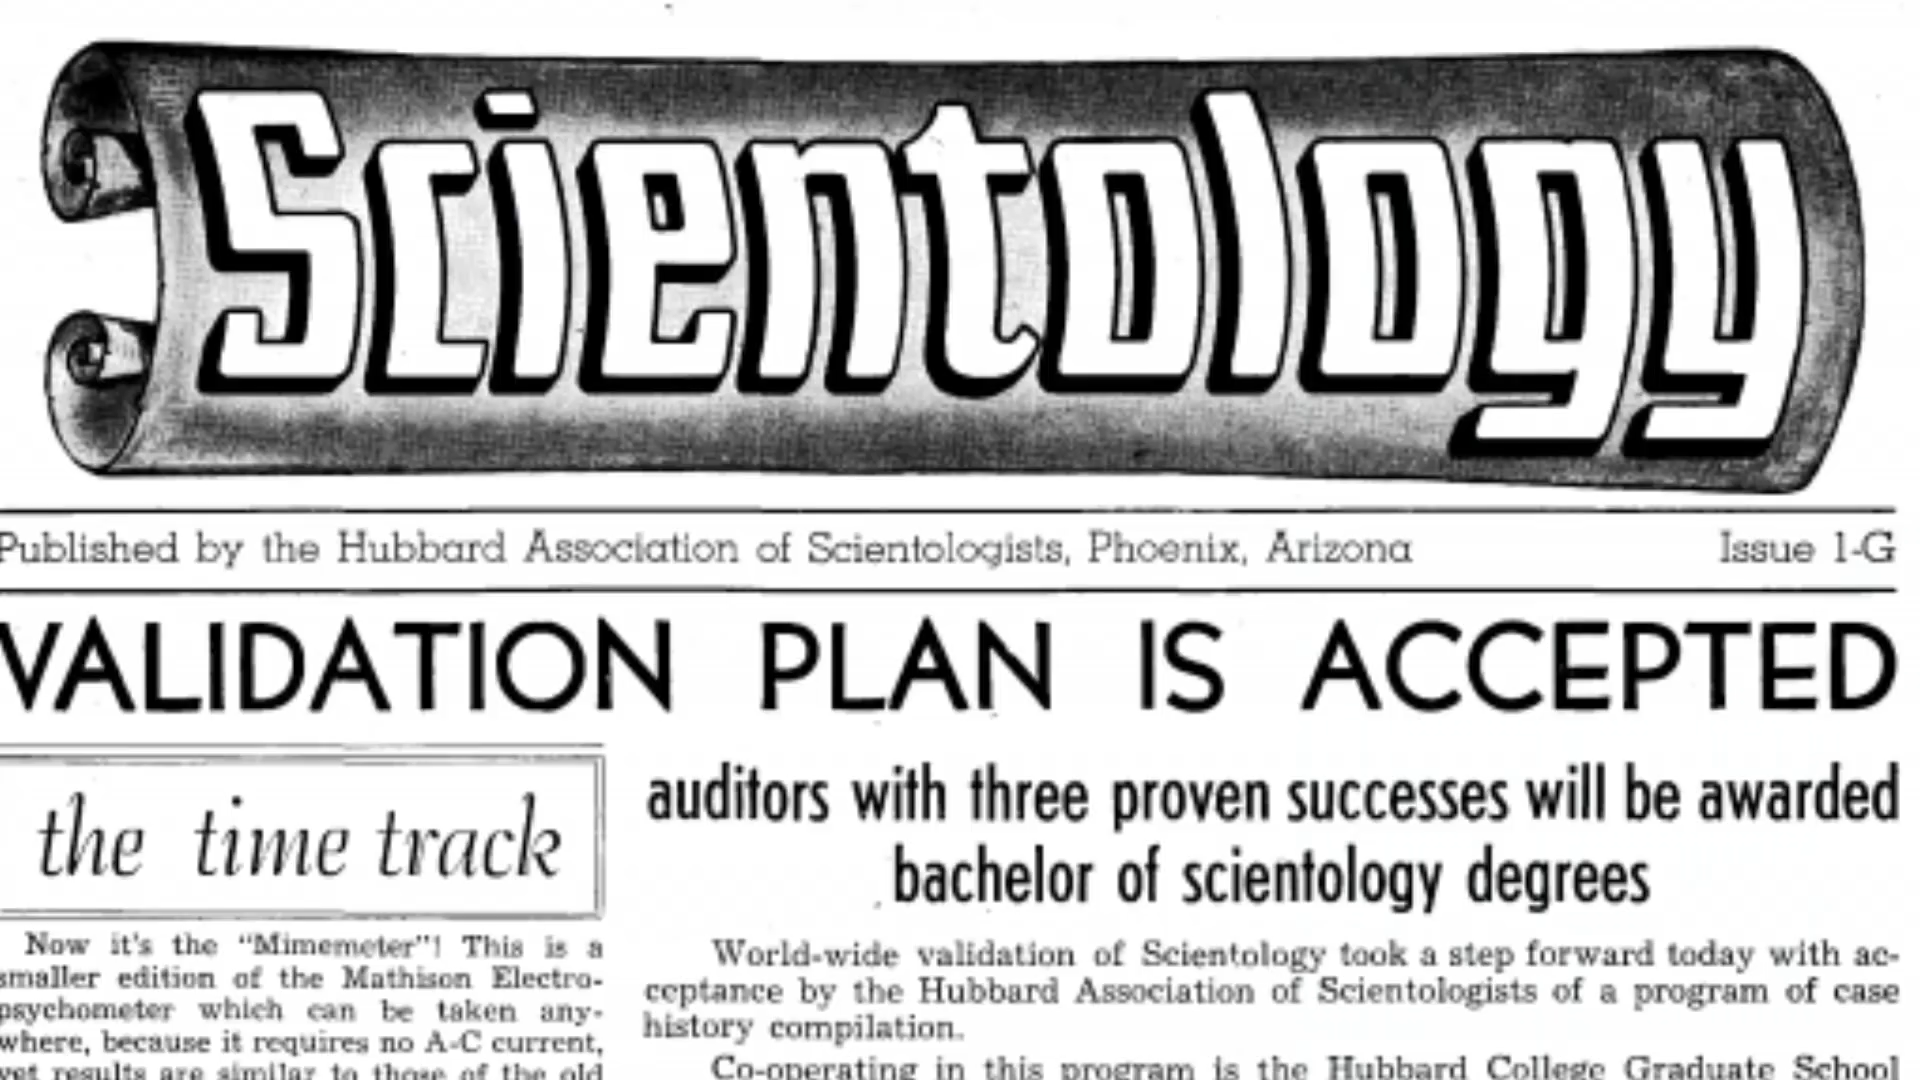 Scientology
Published by the Hubbard Association of Scientologists, Phoenix, Arizona Issue 1-G
VALIDATION PLAN IS ACCEPTED
the time track
Now it's the "Mimemeter"! This is a
smaller edition of the Mathison Electro-
psychometer which can be taken any-
where, because it requires no A-C current,
yet results are similar to those of the old
auditors with three proven successes will be awarded
bachelor of scientology degrees
World-wide validation of Scientology took a step forward today with ac-
ceptance by the Hubbard Association of Scientologists of a program of case
history compilation.
Co-operating in this program is the Hubbard College Graduate School